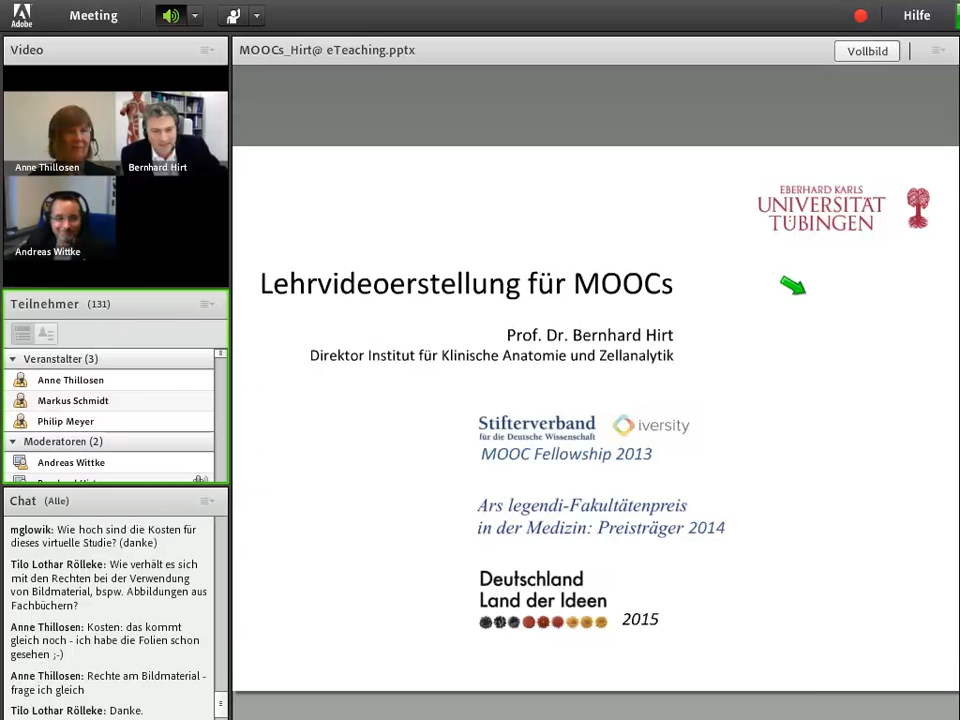 Adobe
Meeting
Hilfe
Video
Anne Thillosen
Bernhard Hirt
Andreas Wittke
Teilnehmer (131)
Veranstalter (3)
Anne Thillosen
Markus Schmidt
Philip Meyer
Moderatoren (2)
Andreas Wittke
Chat (Alle)
mglowik: Wie hoch sind die Kosten für
dieses virtuelle Studie? (danke)
Tilo Lothar Rölleke: Wie verhält es sich
mit den Rechten bei der Verwendung
von Bildmaterial, bspw. Abbildungen aus
Fachbüchern?
Anne Thillosen: Kosten: das kommt
gleich noch - ich habe die Folien schon
gesehen ;-)
Anne Thillosen: Rechte am Bildmaterial -
frage ich gleich
Tilo Lothar Rölleke: Danke.
MOOCs_Hirt@ eTeaching.pptx
Vollbild
EBERHARD KARLS
UNIVERSITÄT
TÜBINGEN
Lehrvideoerstellung für MOOCs
Prof. Dr. Bernhard Hirt
Direktor Institut für Klinische Anatomie und Zellanalytik
Stifterverband
für die Deutsche Wissenschaft
iversity
MOOC Fellowship 2013
Ars legendi-Fakultätenpreis
in der Medizin: Preisträger 2014
Deutschland
Land der Ideen
2015